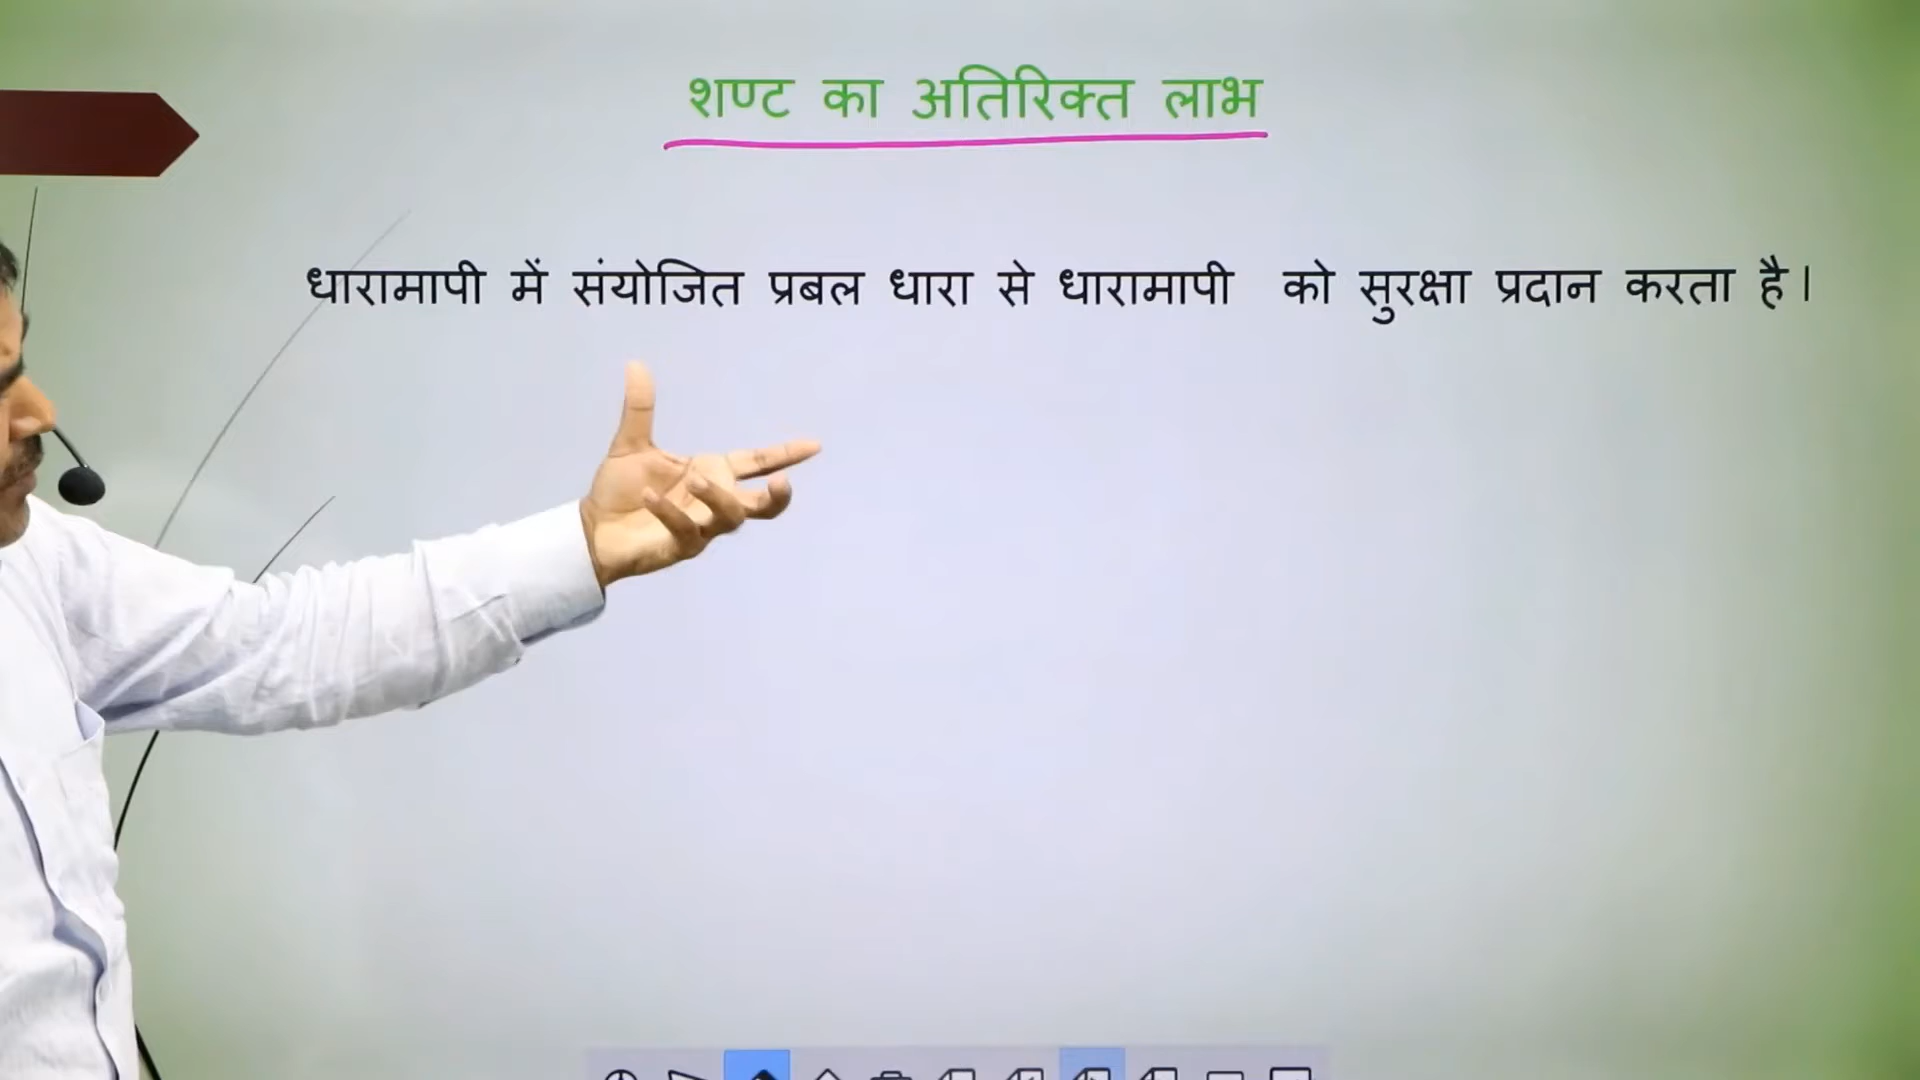 शण्ट का अतिरिक्त लाभ
धारामापी में संयोजित प्रबल धारा से धारामापी को सुरक्षा प्रदान करता है।